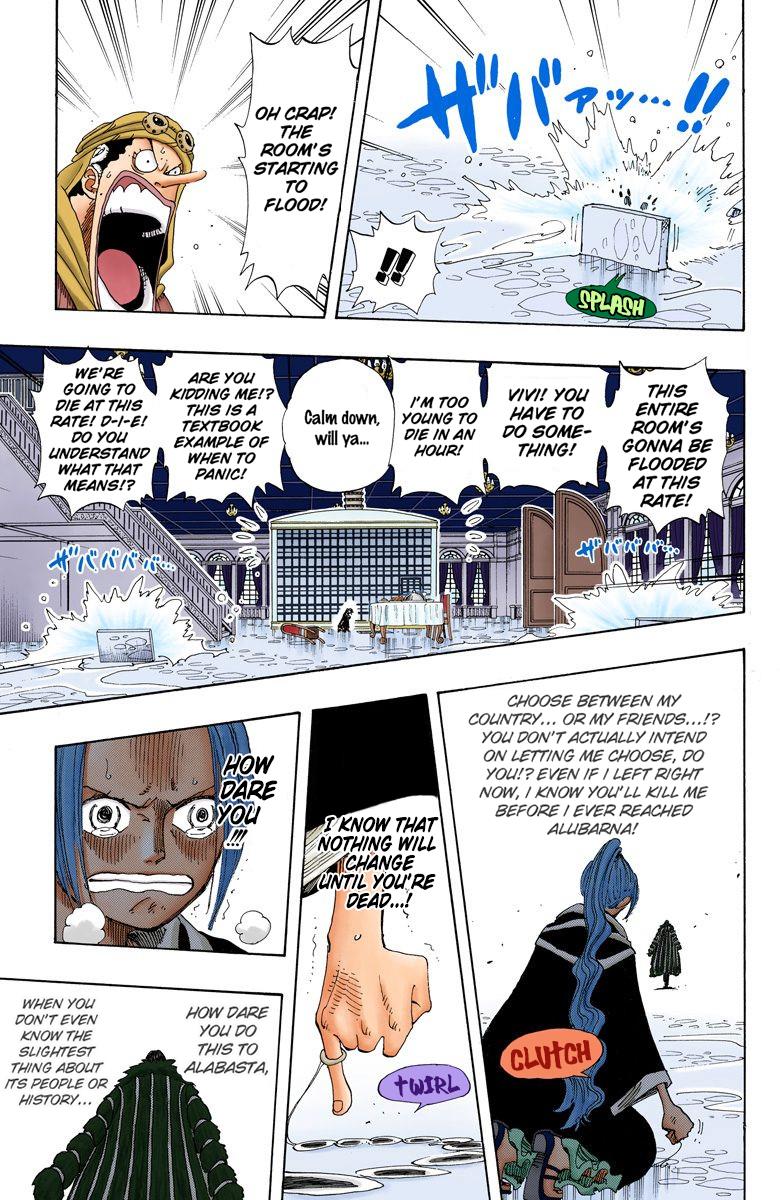 ザバァッ…!!
!!
SPLASH
OH CRAP!
THE
ROOM'S
STARTING
TO
FLOOD!
THIS
ENTIRE
ROOM'S
GONNA BE
FLOODED
AT THIS
RATE!
VIVI! YOU
HAVE TO
DO SOME-
THING!
I'M TOO
YOUNG TO
DIE IN AN
HOUR!
Calm down,
will ya...
ARE YOU
KIDDING ME!?
THIS IS A
TEXTBOOK
EXAMPLE OF
WHEN TO
PANIC!
WE'RE
GOING TO
DIE AT THIS
RATE! D-I-E!
DO YOU
UNDERSTAND
WHAT THAT
MEANS!?
ザバババ…
ザババババ…
CHOOSE BETWEEN MY
COUNTRY... OR MY FRIENDS...!?
YOU DON'T ACTUALLY INTEND
ON LETTING ME CHOOSE, DO
YOU!? EVEN IF I LEFT RIGHT
NOW, I KNOW YOU'LL KILL ME
BEFORE I EVER REACHED
ALUBARNA!
CLUTCH
I KNOW THAT
NOTHING WILL
CHANGE
UNTIL YOU'RE
DEAD...!
TWIRL
HOW
DARE
YOU
!!!!
HOW DARE
YOU DO
THIS TO
ALABASTA,
WHEN YOU
DON'T EVEN
KNOW THE
SLIGHTEST
THING ABOUT
ITS PEOPLE OR
HISTORY...